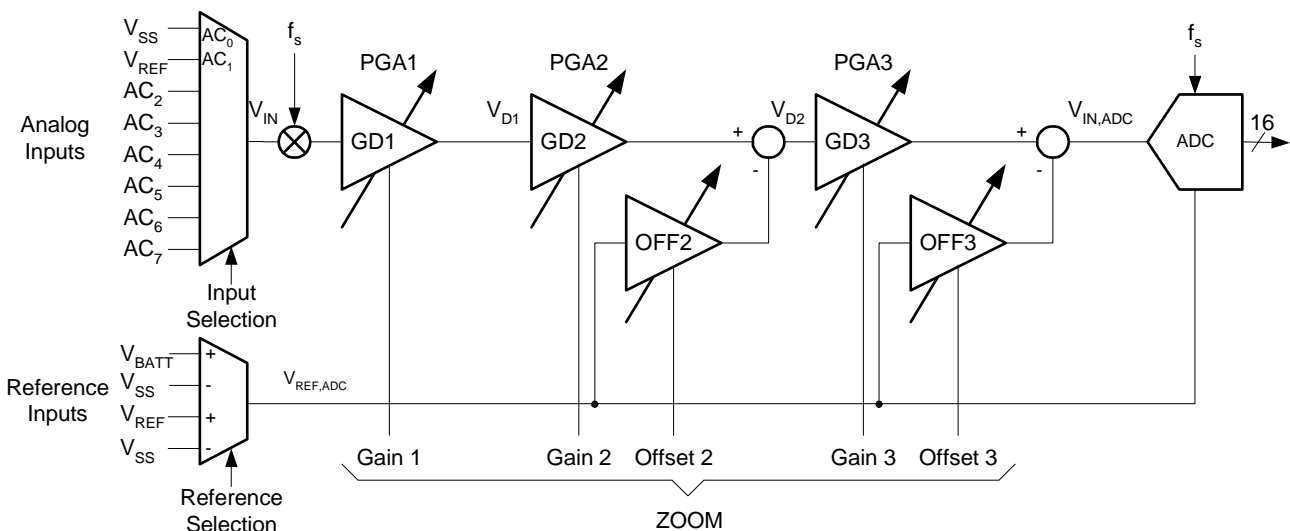 V_SS
V_REF
AC_2
AC_3
AC_4
AC_5
AC_6
AC_7
Analog
Inputs
AC_0
AC_1
Input
Selection
V_IN
f_s
PGA1
GD1
V_D1
PGA2
GD2
+
-
OFF2
V_D2
PGA3
GD3
+
-
OFF3
V_IN,ADC
f_s
ADC
16
Reference
Inputs
V_BATT
V_SS
V_REF
V_SS
+
-
+
-
Reference
Selection
V_REF,ADC
Gain 1
Gain 2
Offset 2
Gain 3
Offset 3
ZOOM